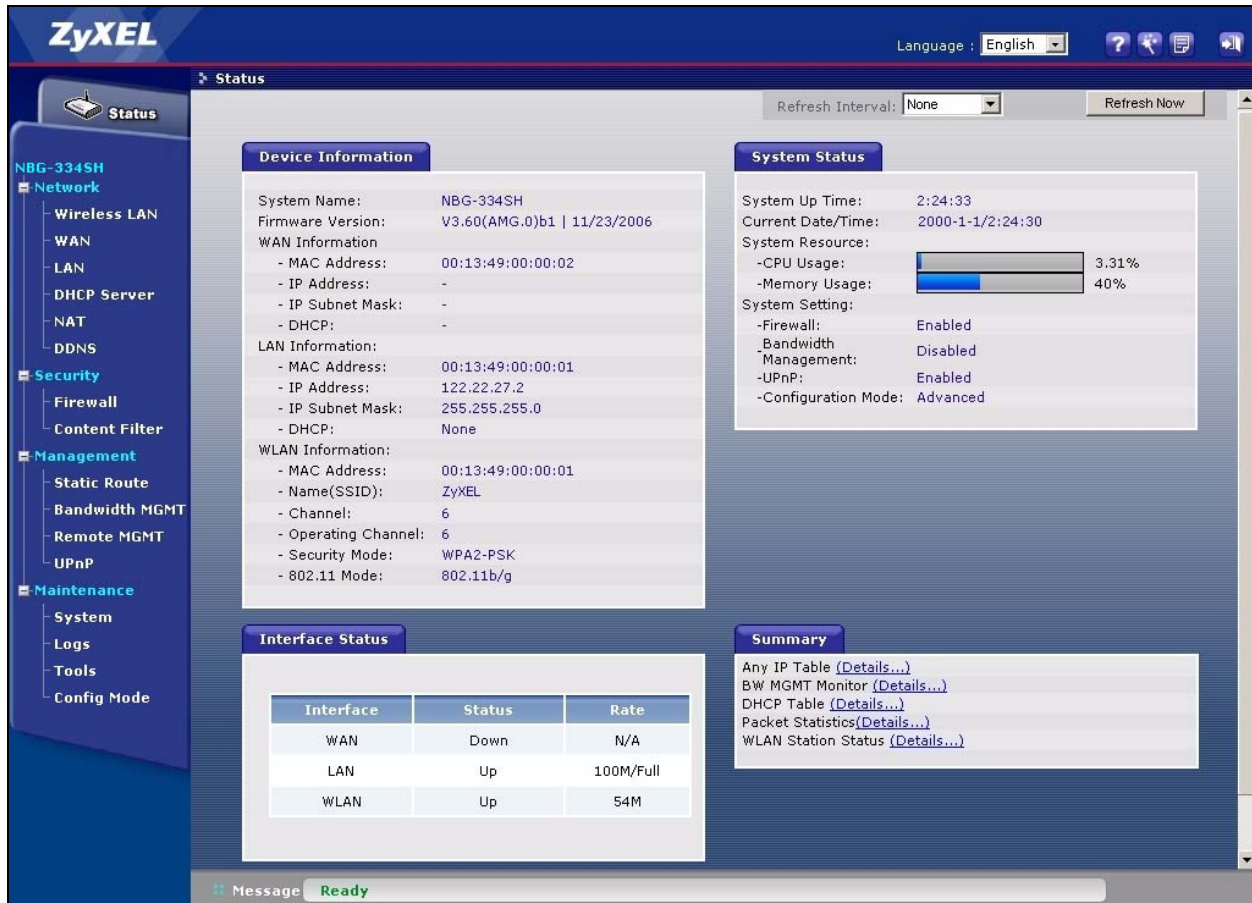 ZyXEL
Language : English
Status
Status
Refresh Interval: None Refresh Now
NBG-334SH
Network
Wireless LAN
WAN
LAN
DHCP Server
NAT
DDNS
Security
Firewall
Content Filter
Management
Static Route
Bandwidth MGMT
Remote MGMT
UPnP
Maintenance
System
Logs
Tools
Config Mode
Device Information
System Name: NBG-334SH
Firmware Version: V3.60(AMG.0)b1 | 11/23/2006
WAN Information
- MAC Address: 00:13:49:00:00:02
- IP Address: -
- IP Subnet Mask: -
- DHCP: -
LAN Information:
- MAC Address: 00:13:49:00:00:01
- IP Address: 122.22.27.2
- IP Subnet Mask: 255.255.255.0
- DHCP: None
WLAN Information:
- MAC Address: 00:13:49:00:00:01
- Name(SSID): ZyXEL
- Channel: 6
- Operating Channel: 6
- Security Mode: WPA2-PSK
- 802.11 Mode: 802.11b/g
System Status
System Up Time: 2:24:33
Current Date/Time: 2000-1-1/2:24:30
System Resource:
-CPU Usage: 3.31%
-Memory Usage: 40%
System Setting:
-Firewall: Enabled
-Bandwidth Management: Disabled
-UPnP: Enabled
-Configuration Mode: Advanced
Interface Status
Interface Status Rate
WAN Down N/A
LAN Up 100M/Full
WLAN Up 54M
Summary
Any IP Table (Details...)
BW MGMT Monitor (Details...)
DHCP Table (Details...)
Packet Statistics(Details...)
WLAN Station Status (Details...)
Message Ready